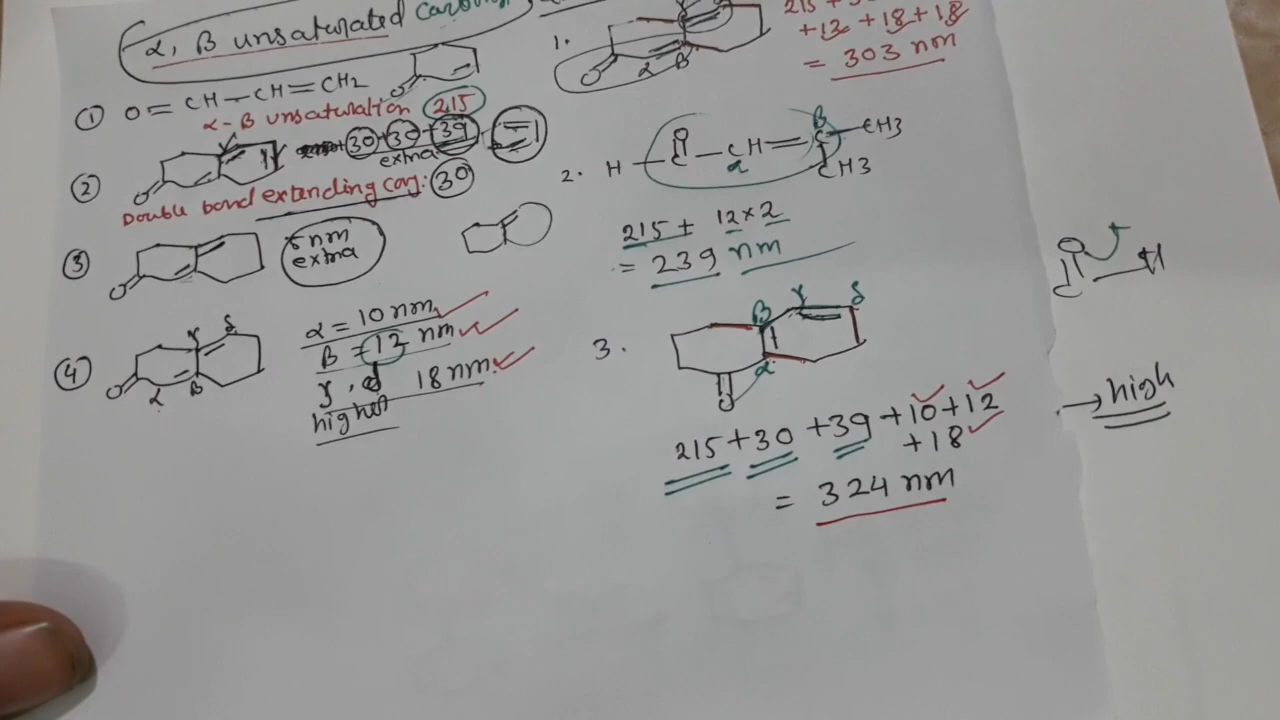 α, β unsaturated
① O = CH – CH = CH2
α-β unsaturation 215
② +30+30+39
extra
Double bond extending conj: 30
③ 5 nm
extra
④ γ δ
α β
O
α = 10 nm
β = 12 nm
γ, δ 18 nm
higher
1.
O α β
215 +
+12 +18 +18
= 303 nm
2. H – C – CH = C – CH3
O α β
CH3
215 + 12×2
= 239 nm
3.
β γ δ
α
O
215 +30 +39 +10 +12
+18
= 324 nm
O
C H
→ high